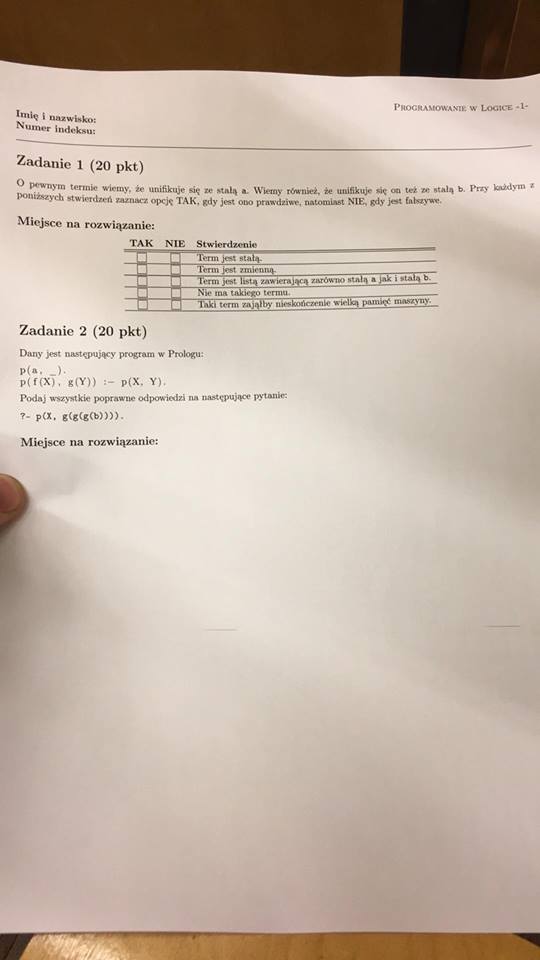 PROGRAMOWANIE W LOGICE -1-
Imię i nazwisko:
Numer indeksu:
Zadanie 1 (20 pkt)
O pewnym termie wiemy, że unifikuje się ze stałą a. Wiemy również, że unifikuje się on też ze stałą b. Przy każdym z
poniższych stwierdzeń zaznacz opcję TAK, gdy jest ono prawdziwe, natomiast NIE, gdy jest fałszywe.
Miejsce na rozwiązanie:
TAK NIE Stwierdzenie
Term jest stałą.
Term jest zmienną.
Term jest listą zawierającą zarówno stałą a jak i stałą b.
Nie ma takiego termu.
Taki term zająłby nieskończenie wielką pamięć maszyny.
Zadanie 2 (20 pkt)
Dany jest następujący program w Prologu:
p(a, _).
p(f(X), g(Y)) :- p(X, Y).
Podaj wszystkie poprawne odpowiedzi na następujące pytanie:
?- p(X, g(g(g(b)))).
Miejsce na rozwiązanie: